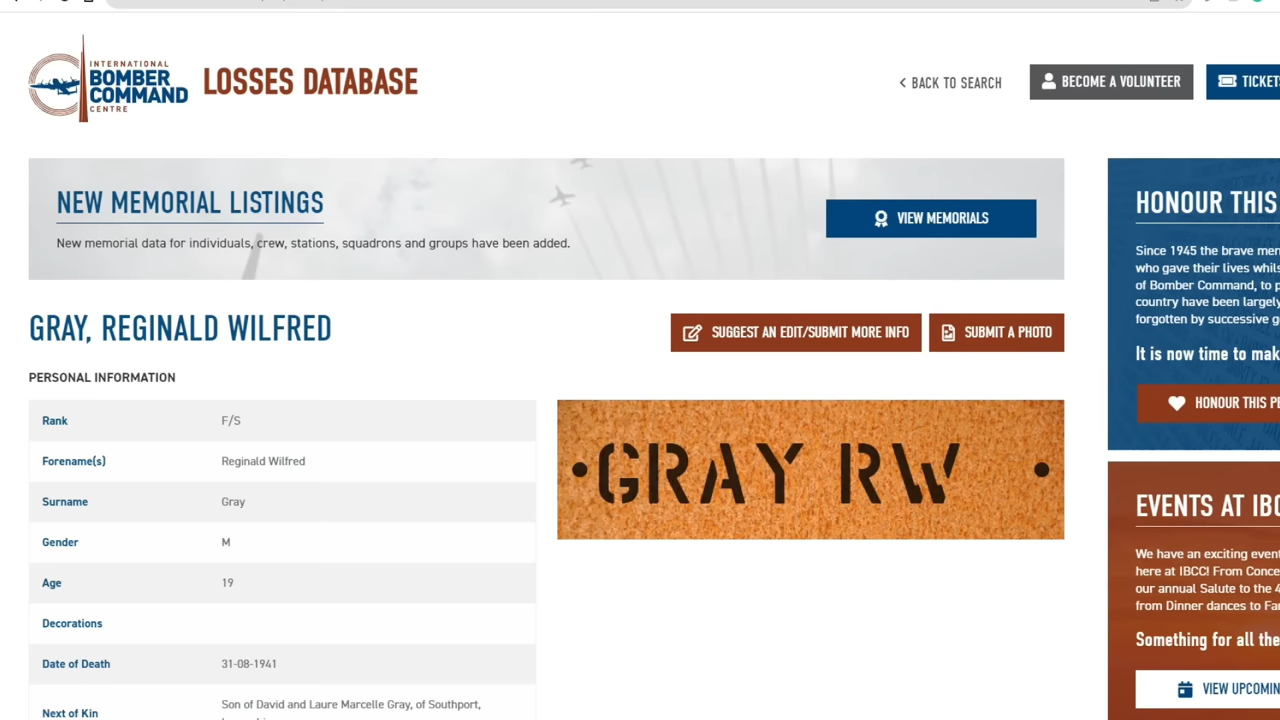 INTERNATIONAL
BOMBER
COMMAND
CENTRE
LOSSES DATABASE
BACK TO SEARCH
BECOME A VOLUNTEER
NEW MEMORIAL LISTINGS
New memorial data for individuals, crew, stations, squadrons and groups have been added.
VIEW MEMORIALS
GRAY, REGINALD WILFRED
SUGGEST AN EDIT/SUBMIT MORE INFO
SUBMIT A PHOTO
PERSONAL INFORMATION
Rank F/S
Forename(s) Reginald Wilfred
Surname Gray
Gender M
Age 19
Decorations
Date of Death 31-08-1941
Next of Kin Son of David and Laure Marcelle Gray, of Southport,
GRAY RW
HONOUR THIS
Since 1945 the brave men
who gave their lives whils
of Bomber Command, to p
country have been largely
forgotten by successive g
It is now time to mak
HONOUR THIS PE
EVENTS AT IBC
We have an exciting event
here at IBCC! From Conce
our annual Salute to the 4
from Dinner dances to Fa
Something for all the
VIEW UPCOMIN